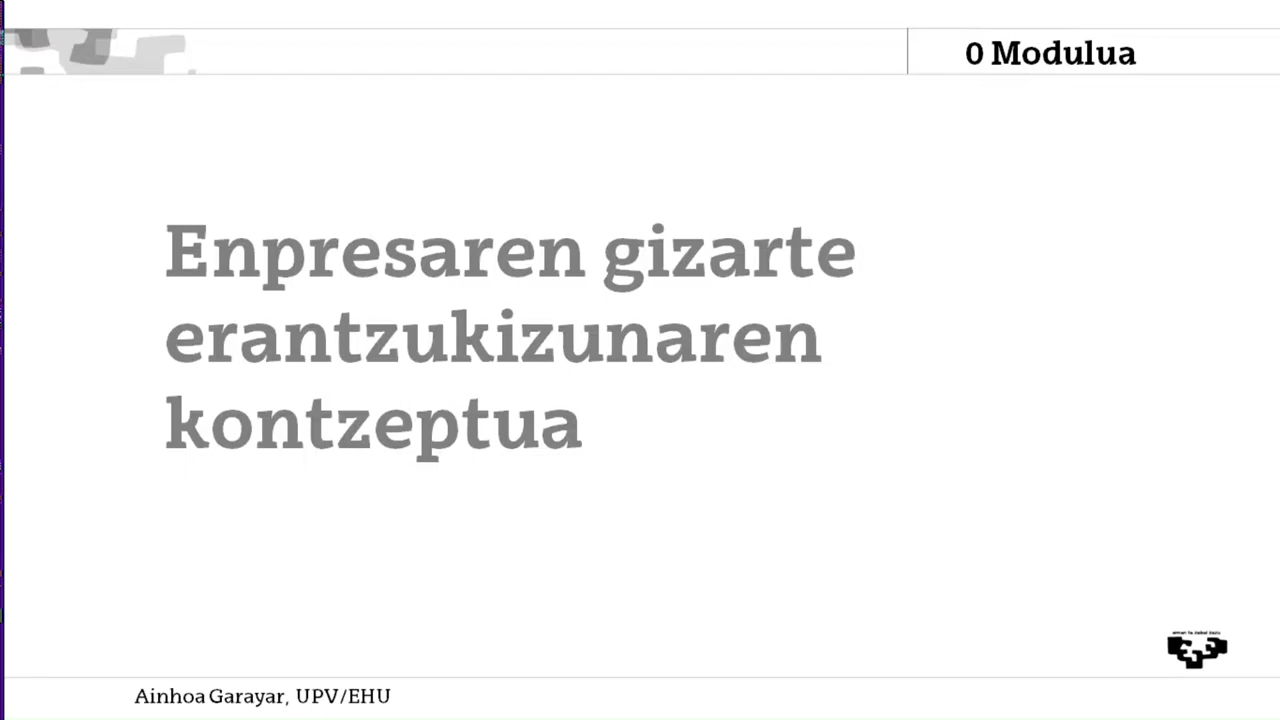 0 Modulua
Enpresaren gizarte
erantzukizunaren
kontzeptua
Ainhoa Garayar, UPV/EHU